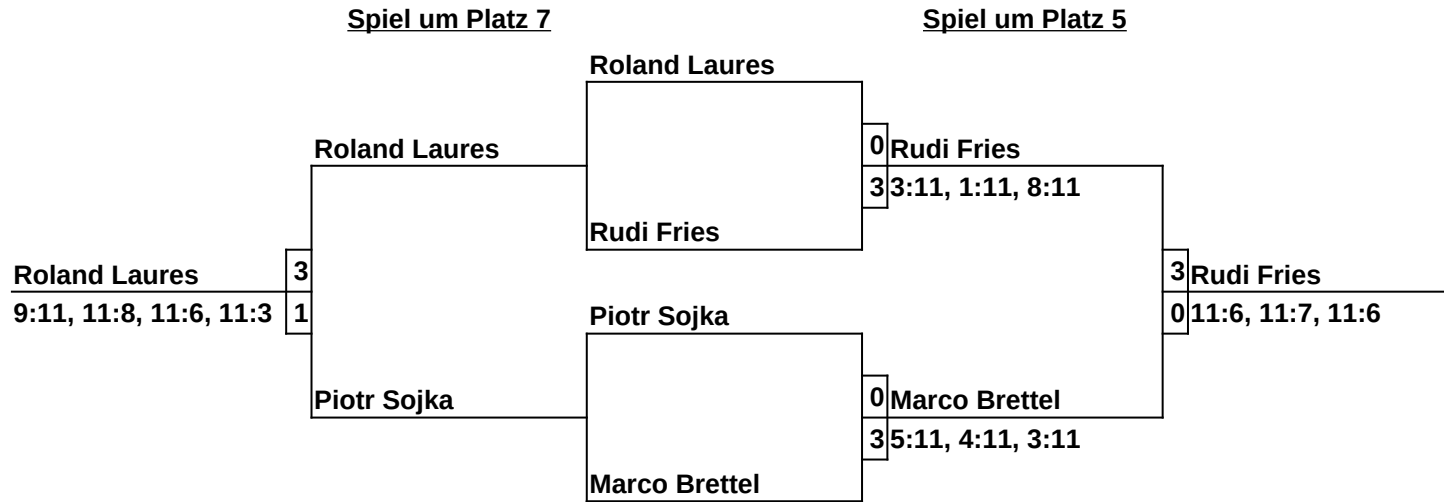 Spiel um Platz 7
Spiel um Platz 5
Roland Laures
0
Roland Laures
Rudi Fries
3
3:11, 1:11, 8:11
Rudi Fries
3
Roland Laures
3
Rudi Fries
9:11, 11:8, 11:6, 11:3
1
0
11:6, 11:7, 11:6
Piotr Sojka
0
Piotr Sojka
Marco Brettel
3
5:11, 4:11, 3:11
Marco Brettel